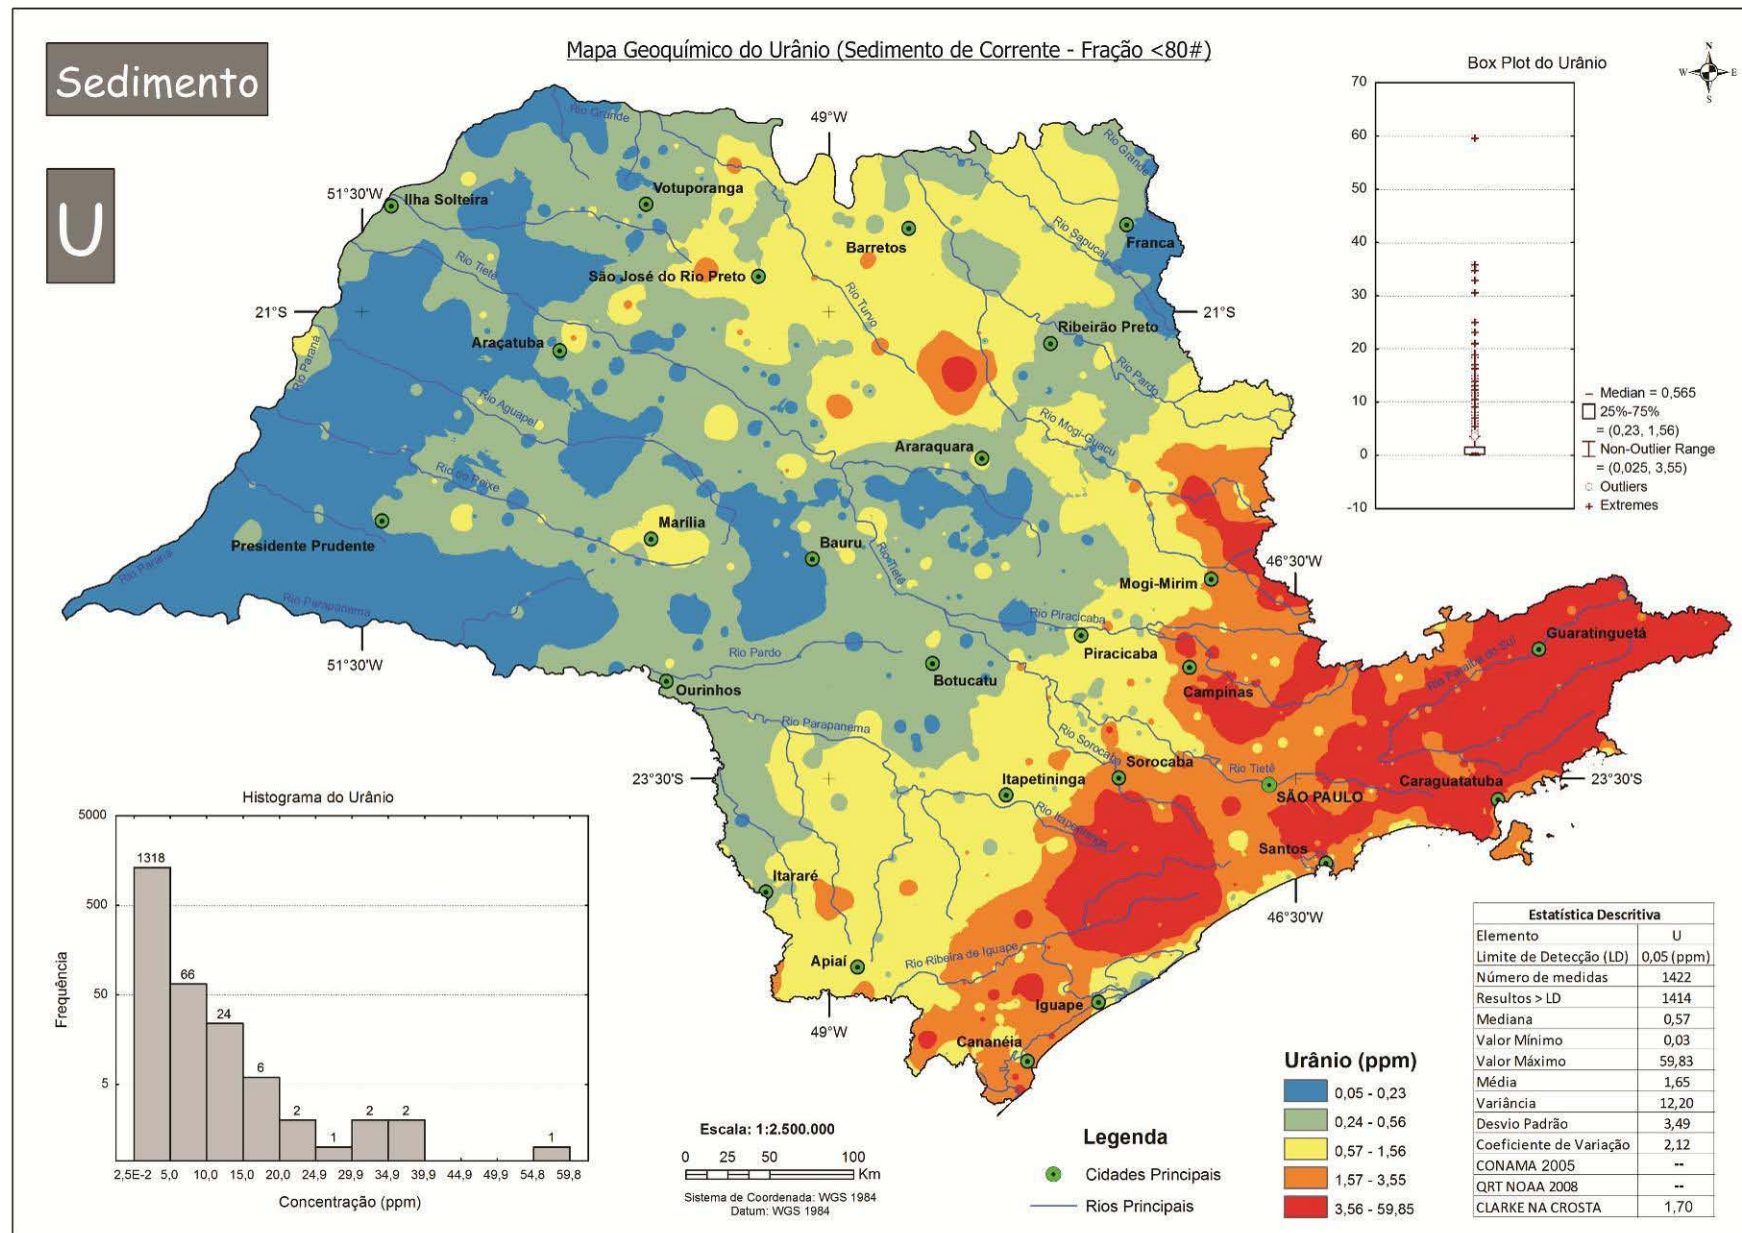 Mapa Geoquímico do Urânio (Sedimento de Corrente - Fração <80#)
Sedimento
U
Box Plot do Urânio
N
W
E
S
70
60
50
40
30
20
10
0
-10
Median = 0,565
25%-75%
= (0,23, 1,56)
Non-Outlier Range
= (0,025, 3,55)
Outliers
Extremes
49°W
51°30'W
21°S
21°S
46°30'W
51°30'W
23°30'S
23°30'S
46°30'W
49°W
Rio Grande
Rio Grande
Votuporanga
Ilha Solteira
Barretos
Franca
Rio Sapucaí
Rio Tietê
São José do Rio Preto
Rio Turvo
Ribeirão Preto
Araçatuba
Rio Paraná
Rio Pardo
Rio Aguapeí
Rio Mogi-Guaçu
Araraquara
Rio do Peixe
Marília
Presidente Prudente
Bauru
Rio Tietê
Rio Paraná
Mogi-Mirim
Rio Parapanema
Rio Piracicaba
Piracicaba
Guaratinguetá
Rio Paraíba do Sul
Rio Pardo
Ourinhos
Botucatu
Campinas
Rio Parapanema
Rio Sorocaba
Sorocaba
Itapetininga
Rio Tietê
SÃO PAULO
Caraguatatuba
Rio Itapetininga
Santos
Itararé
Apiaí
Rio Ribeira de Iguape
Iguape
Cananéia
Histograma do Urânio
5000
500
50
5
Frequência
1318
66
24
6
2
1
2
2
1
2,5E-2
5,0
10,0
15,0
20,0
24,9
29,9
34,9
39,9
44,9
49,9
54,8
59,8
Concentração (ppm)
Escala: 1:2.500.000
0 25 50 100
Km
Sistema de Coordenada: WGS 1984
Datum: WGS 1984
Legenda
Cidades Principais
Rios Principais
Urânio (ppm)
0,05 - 0,23
0,24 - 0,56
0,57 - 1,56
1,57 - 3,55
3,56 - 59,85
Estatística Descritiva
Elemento U
Limite de Detecção (LD) 0,05 (ppm)
Número de medidas 1422
Resultos > LD 1414
Mediana 0,57
Valor Mínimo 0,03
Valor Máximo 59,83
Média 1,65
Variância 12,20
Desvio Padrão 3,49
Coeficiente de Variação 2,12
CONAMA 2005 --
QRT NOAA 2008 --
CLARKE NA CROSTA 1,70